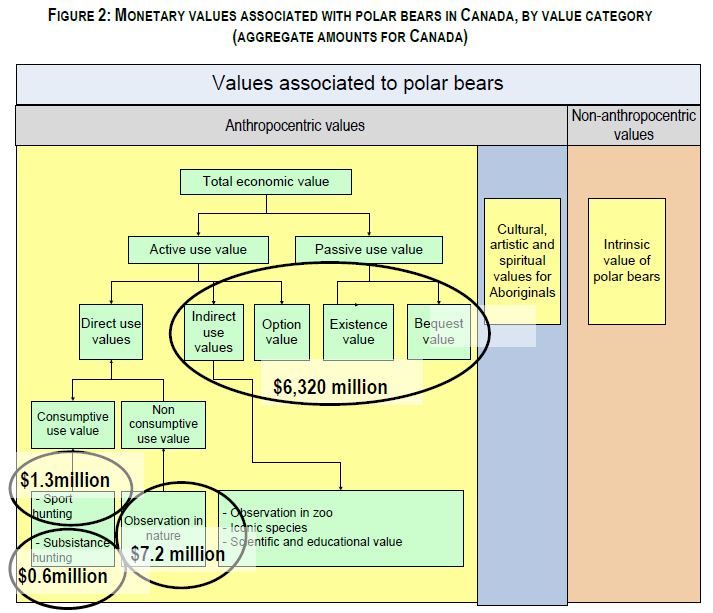 FIGURE 2: MONETARY VALUES ASSOCIATED WITH POLAR BEARS IN CANADA, BY VALUE CATEGORY
(AGGREGATE AMOUNTS FOR CANADA)
Values associated to polar bears
Anthropocentric values
Non-anthropocentric
values
Total economic value
Active use value
Passive use value
Cultural,
artistic and
spiritual
values for
Aboriginals
Intrinsic
value of
polar bears
Direct use
values
Indirect
use
values
Option
value
Existence
value
Bequest
value
$6,320 million
Consumptive
use value
Non
consumptive
use value
$1.3million
- Sport
hunting
- Subsistance
hunting
$0.6million
Observation in
nature
$7.2 million
- Observation in zoo
- Iconic species
- Scientific and educational value